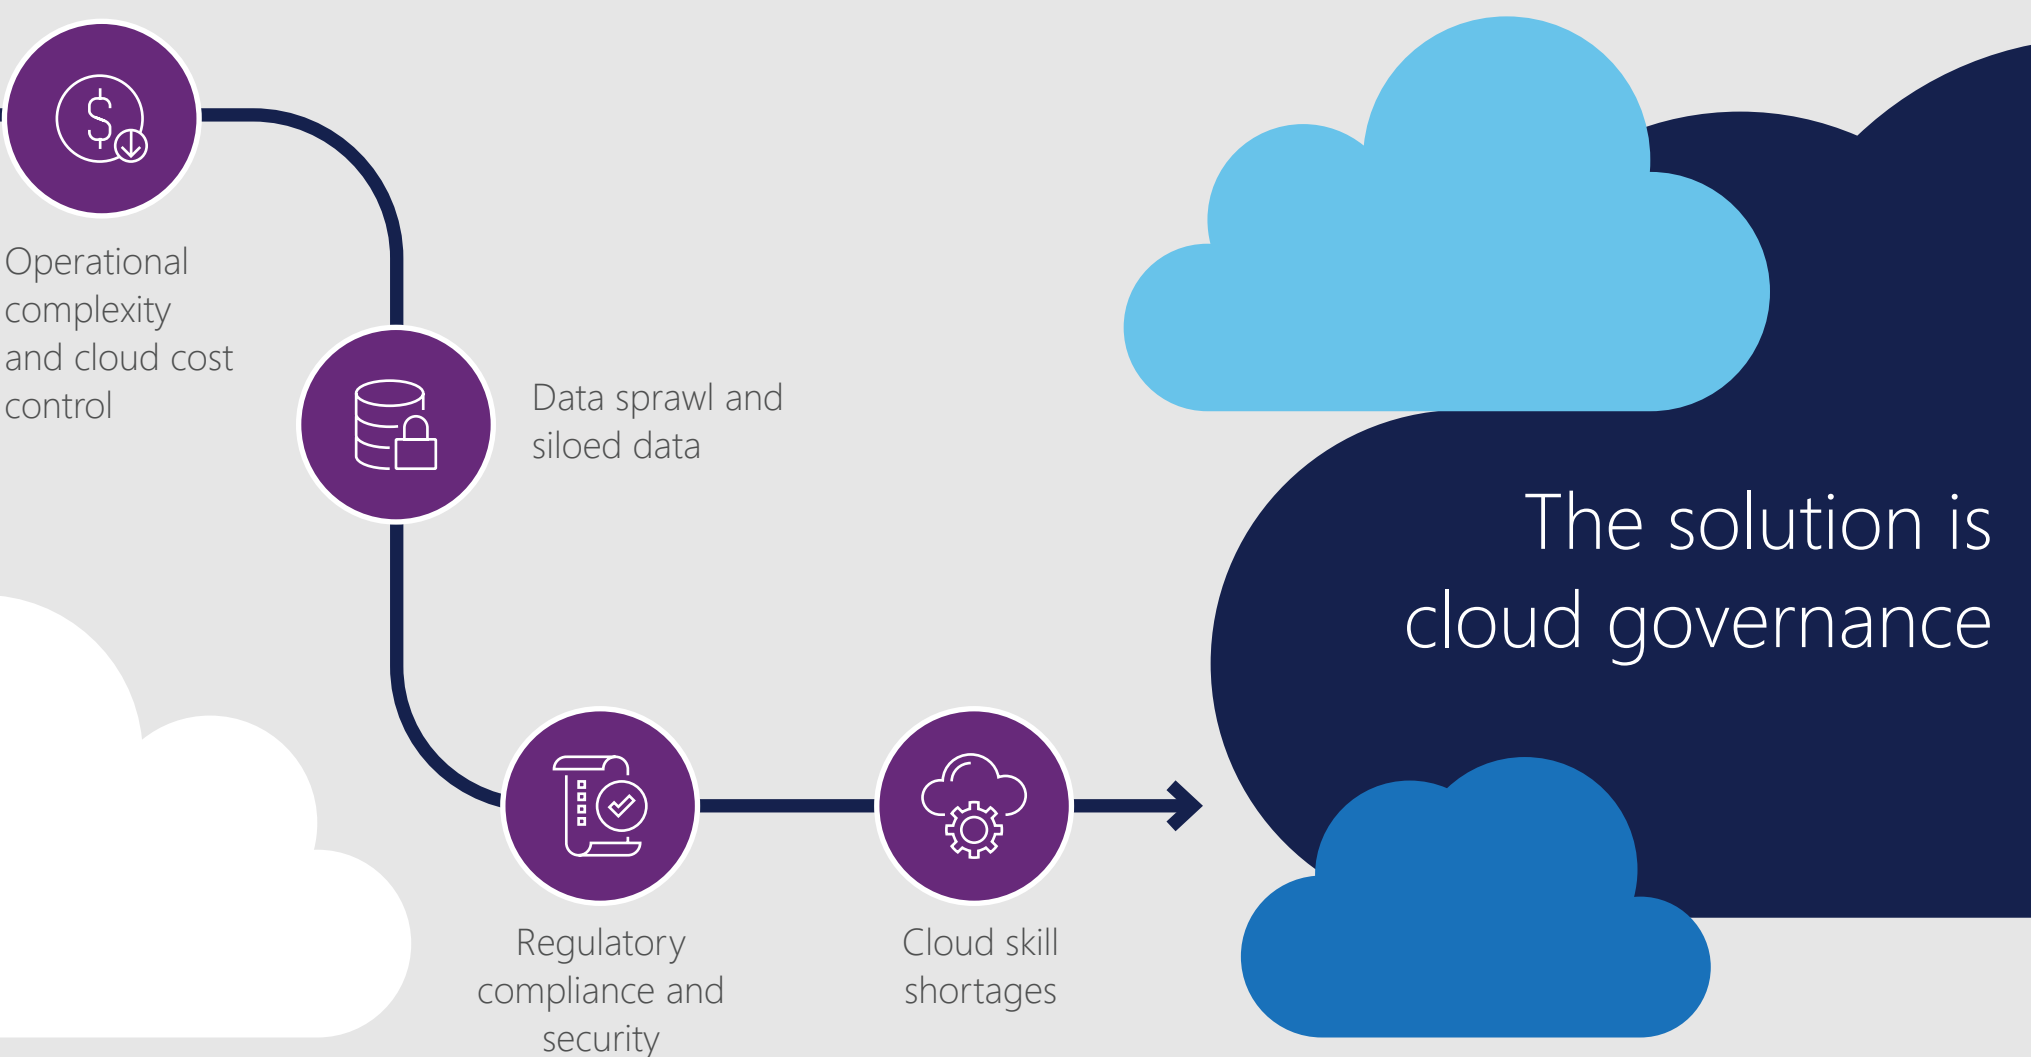 Operational
complexity
and cloud cost
control
Data sprawl and
siloed data
Regulatory
compliance and
security
Cloud skill
shortages
The solution is
cloud governance